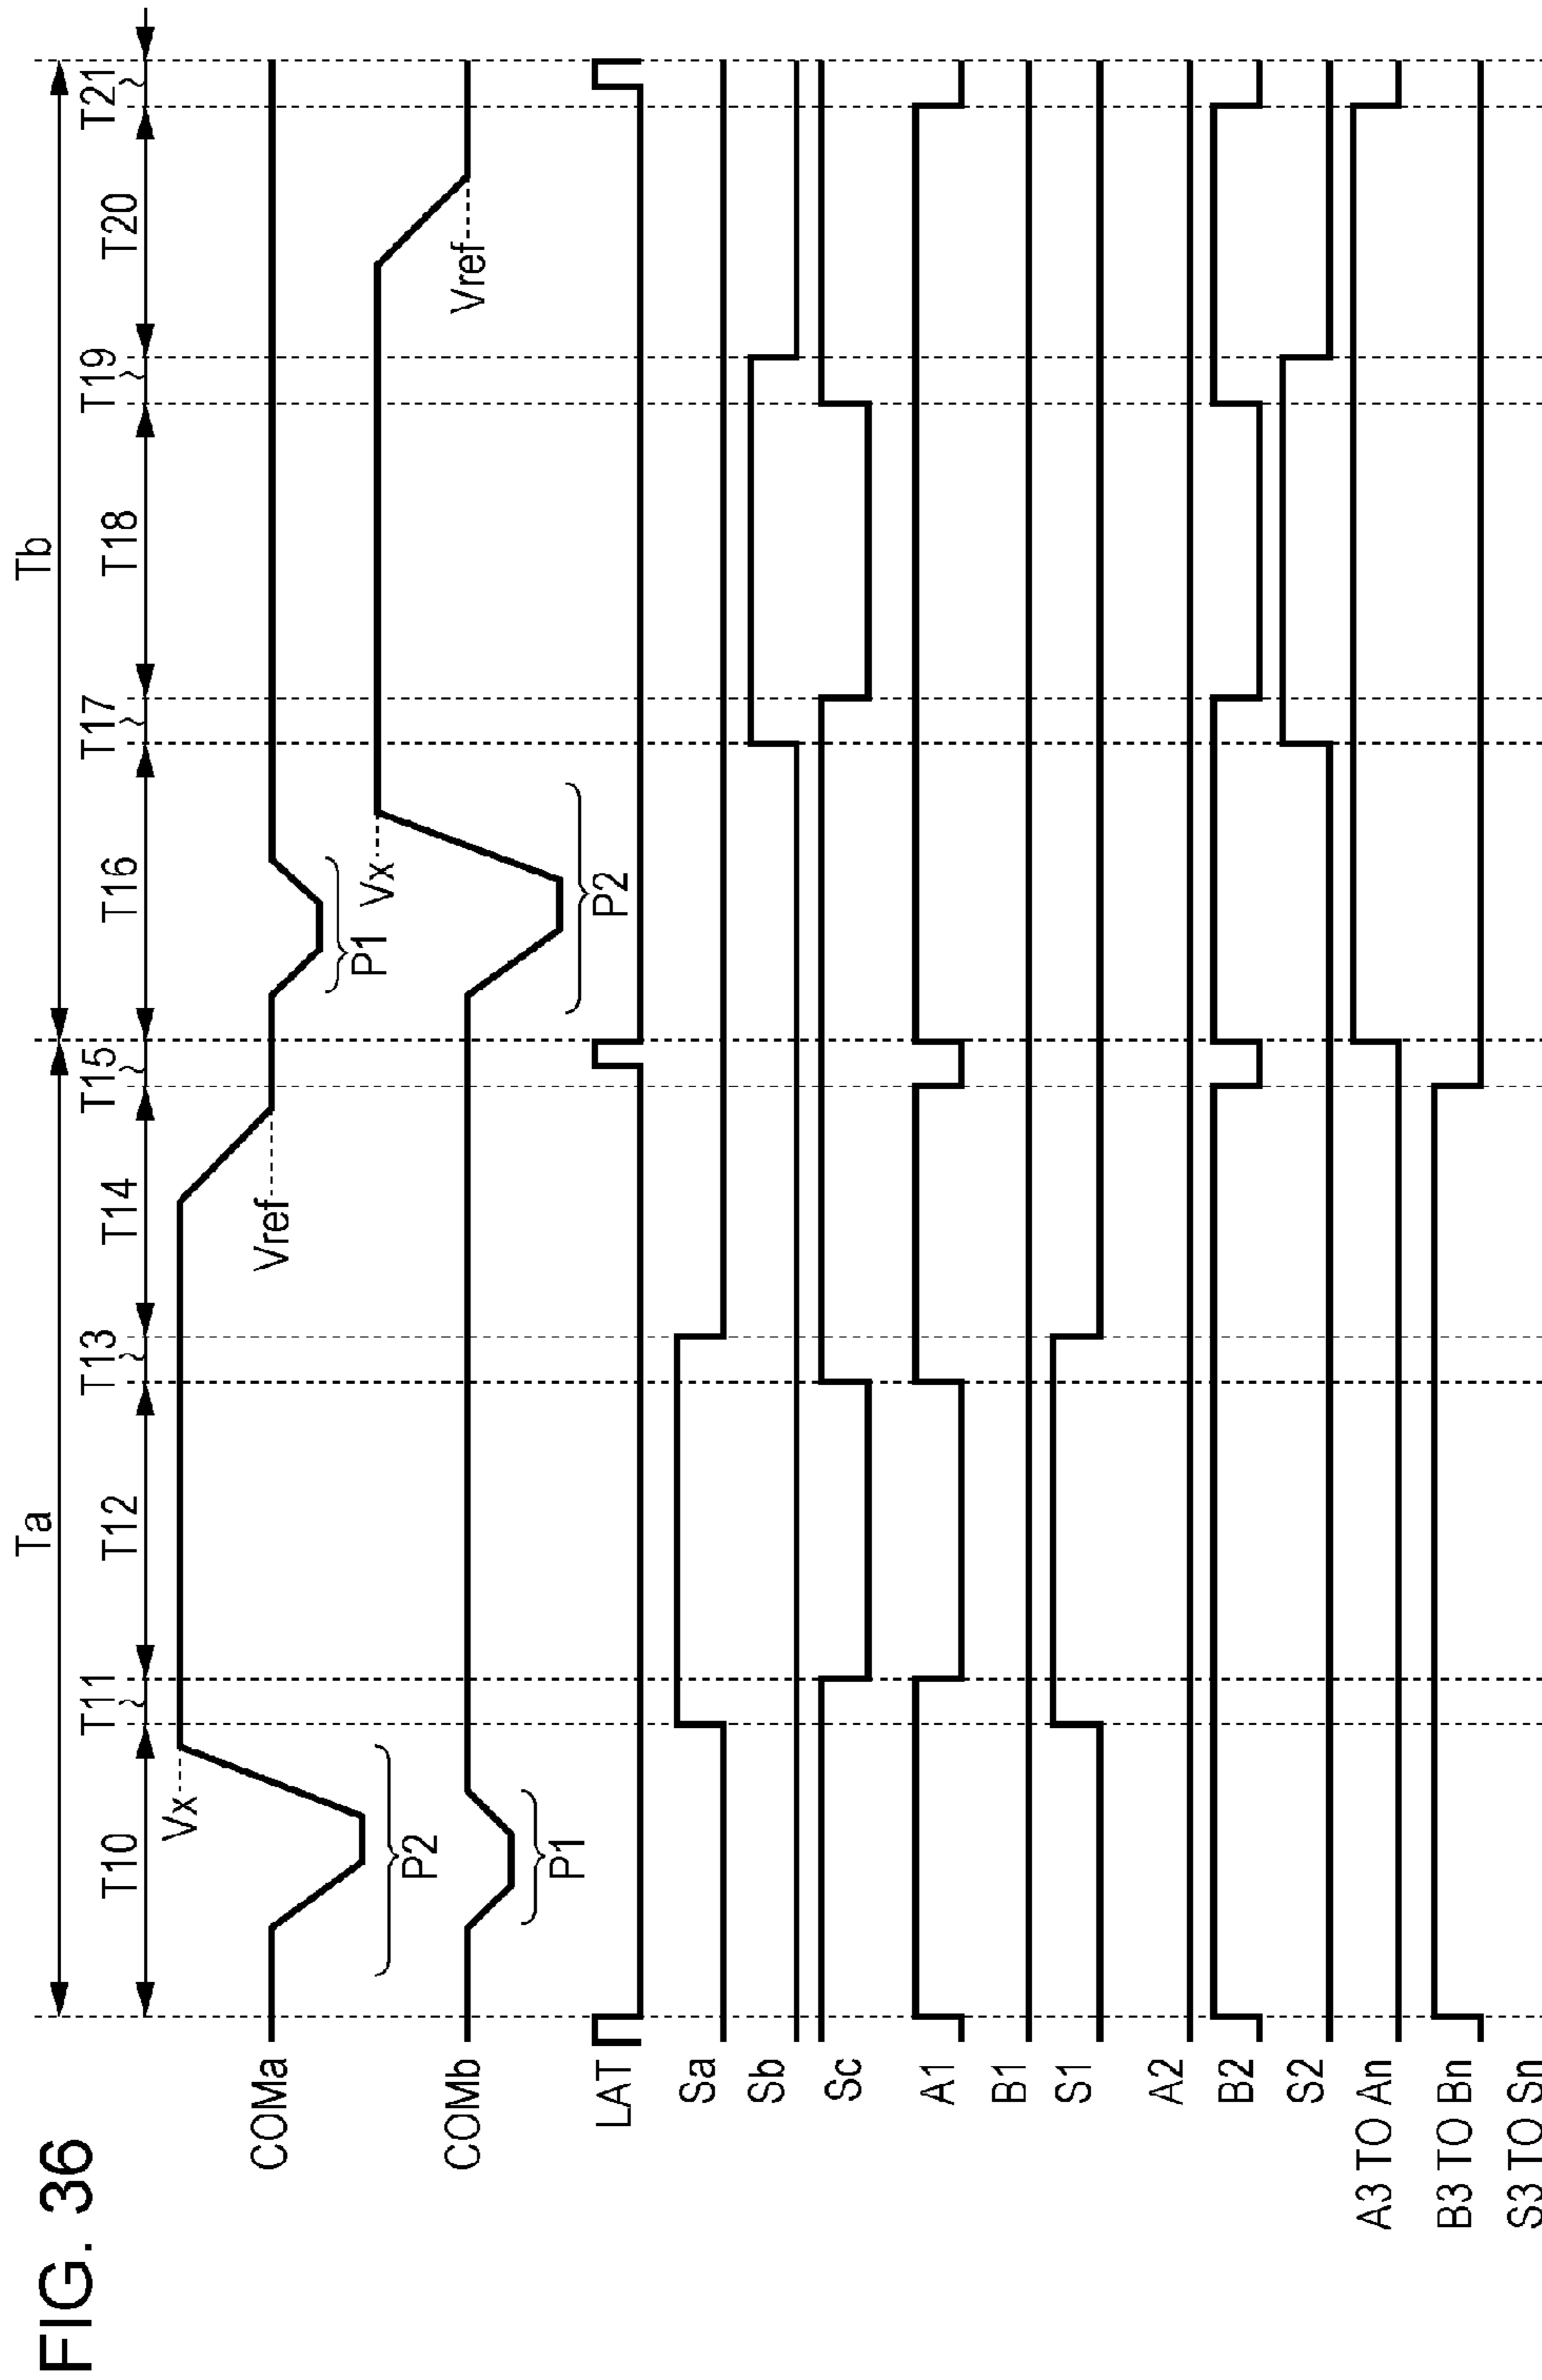 FIG. 36
Ta Tb
T10 T11 T12 T13 T14 T15 T16 T17 T18 T19 T20 T21
COMa
Vx
Vref
P2
P1
COMb
P1
Vx
Vref
P2
LAT
Sa
Sb
Sc
A1
B1
S1
A2
B2
S2
A3 TO An
B3 TO Bn
S3 TO Sn